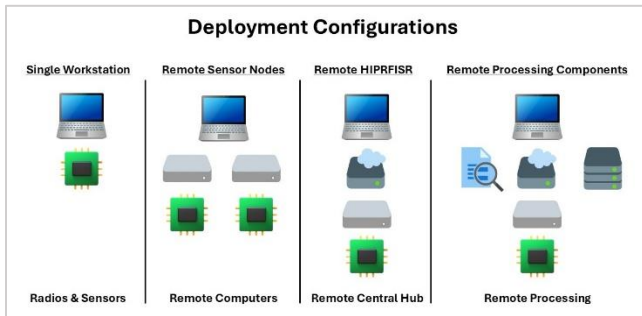 Deployment Configurations
Single Workstation
Remote Sensor Nodes
Remote HIPRFISR
Remote Processing Components
Radios & Sensors
Remote Computers
Remote Central Hub
Remote Processing